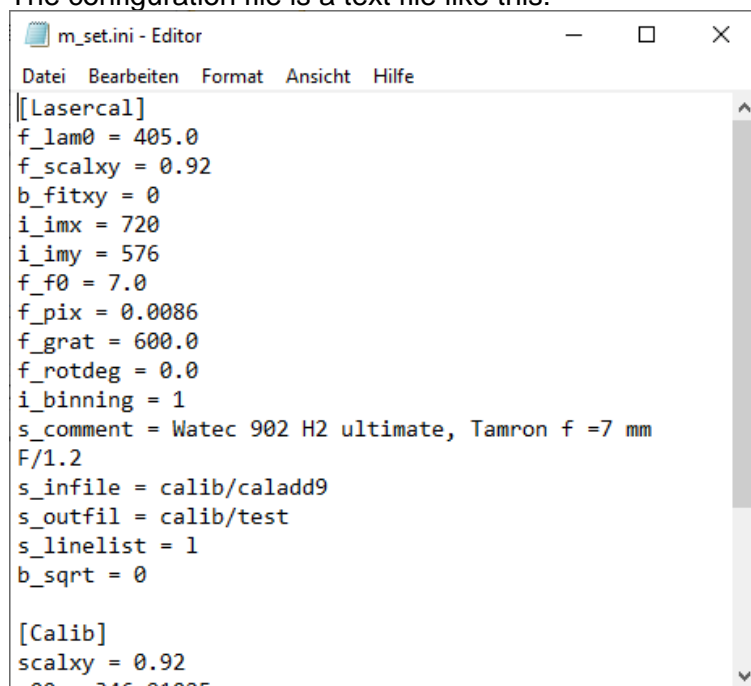 The configuration file is a text file like this:
m_set.ini - Editor
Datei Bearbeiten Format Ansicht Hilfe
[Lasercal]
f_lam0 = 405.0
f_scalxy = 0.92
b_fitxy = 0
i_imx = 720
i_imy = 576
f_f0 = 7.0
f_pix = 0.0086
f_grat = 600.0
f_rotdeg = 0.0
i_binning = 1
s_comment = Watec 902 H2 ultimate, Tamron f =7 mm
F/1.2
s_infile = calib/caladd9
s_outfil = calib/test
s_linelist = l
b_sqrt = 0
[Calib]
scalxy = 0.92